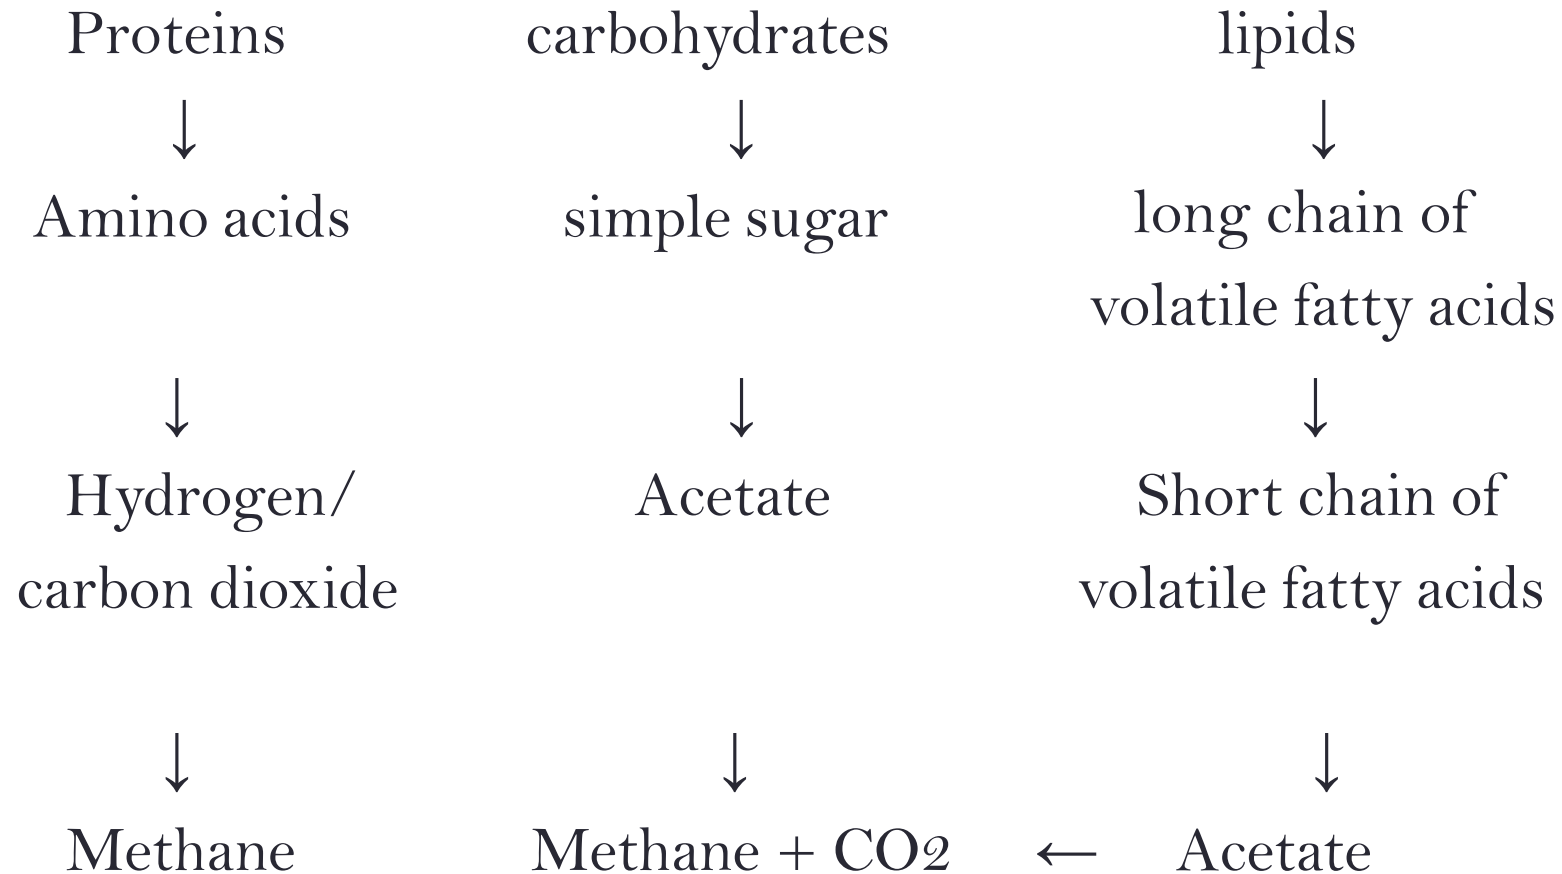 Proteins carbohydrates lipids
↓ ↓ ↓
Amino acids simple sugar long chain of
volatile fatty acids
↓ ↓ ↓
Hydrogen/ Acetate Short chain of
carbon dioxide volatile fatty acids
↓ ↓ ↓
Methane Methane + CO2 ← Acetate